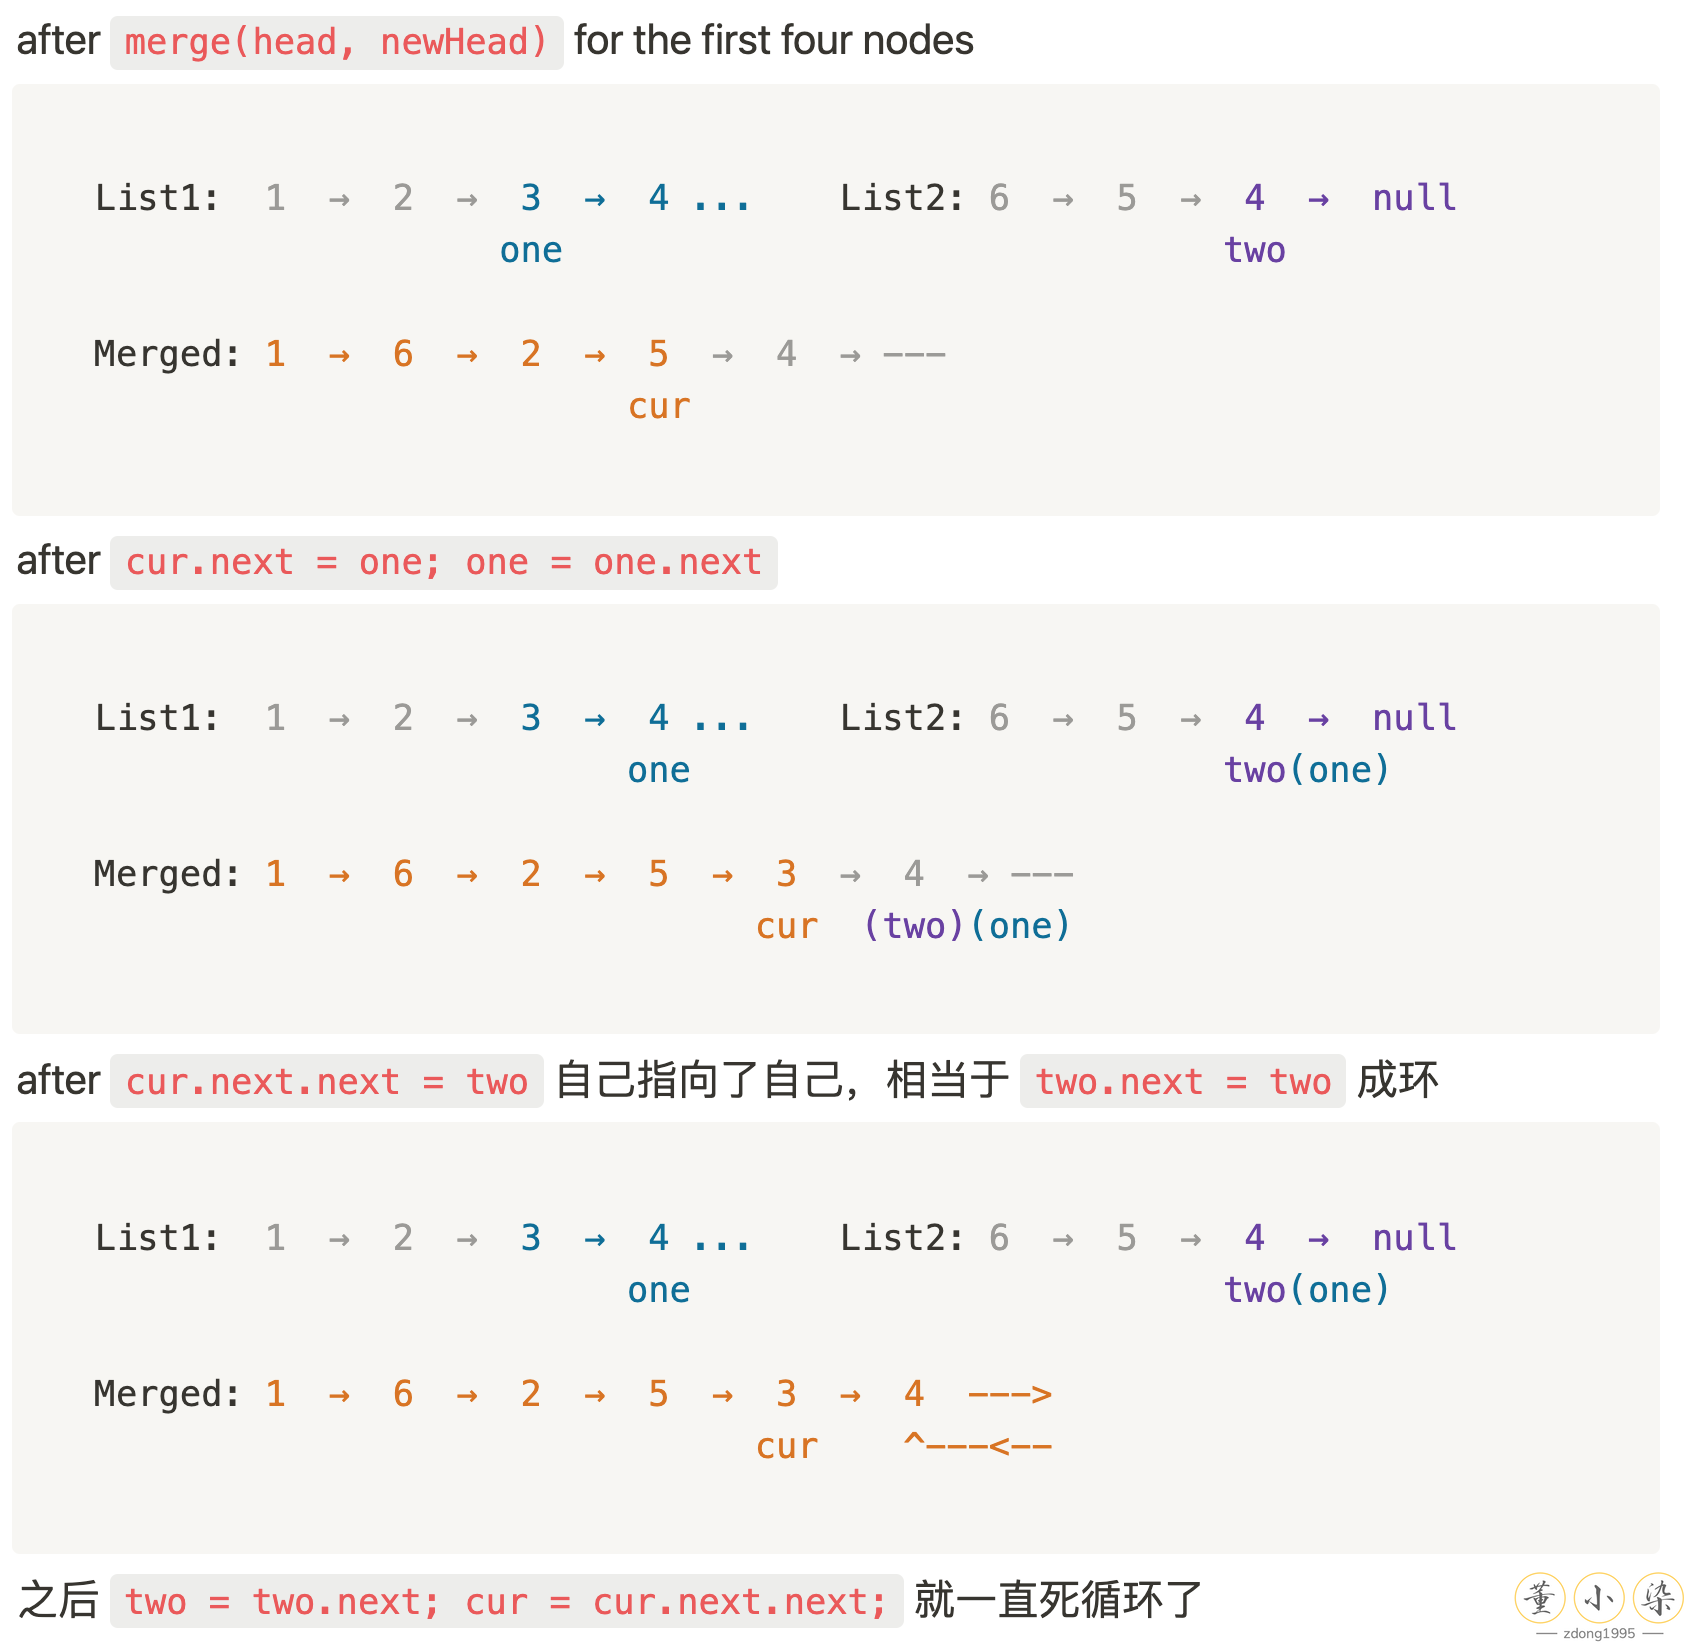 after merge(head, newHead) for the first four nodes
List1: 1 → 2 → 3 → 4 ... List2: 6 → 5 → 4 → null
one two
Merged: 1 → 6 → 2 → 5 → 4 → ---
cur
after cur.next = one; one = one.next
List1: 1 → 2 → 3 → 4 ... List2: 6 → 5 → 4 → null
one two(one)
Merged: 1 → 6 → 2 → 5 → 3 → 4 → ---
cur (two)(one)
after cur.next.next = two 自己指向了自己，相当于 two.next = two 成环
List1: 1 → 2 → 3 → 4 ... List2: 6 → 5 → 4 → null
one two(one)
Merged: 1 → 6 → 2 → 5 → 3 → 4 --->
cur ^---<--
之后 two = two.next; cur = cur.next.next; 就一直死循环了
董小染
— zdong1995 —